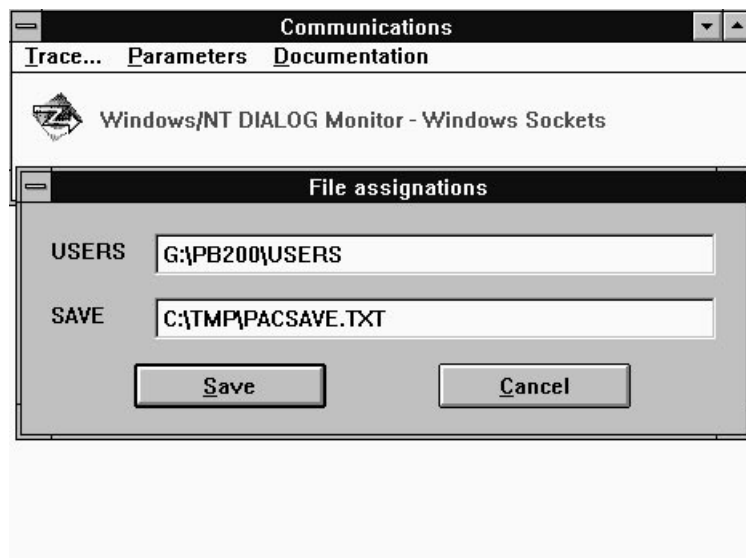 Communications
Trace... Parameters Documentation
Windows/NT DIALOG Monitor - Windows Sockets
File assignations
USERS G:\PB200\USERS
SAVE C:\TMP\PACSAVE.TXT
Save Cancel